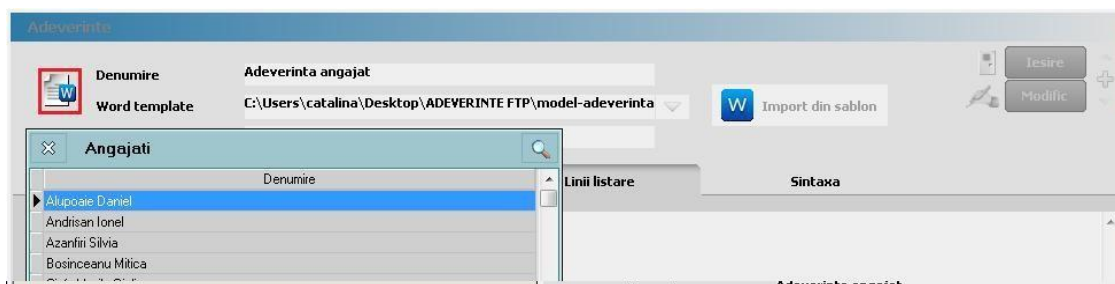 Adeverinte
Denumire Adeverinta angajat
Word template C:\Users\catalina\Desktop\ADEVERINTE FTP\model-adeverinta
Import din sablon
Iesire
Modific
Angajati
Denumire
Linii listare Sintaxa
Alupoaie Daniel
Andrisan Ionel
Azanfiri Silvia
Bosinceanu Mitica
Adeverinta angajat